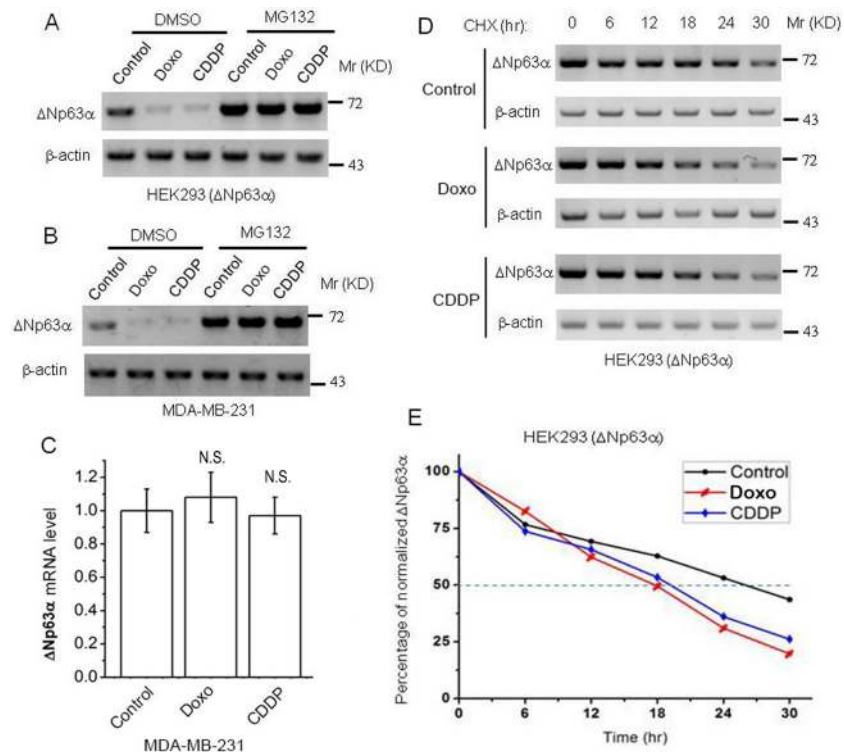 A
DMSO
MG132
Control
Doxo
CDDP
Control
Doxo
CDDP
Mr (KD)
ΔNp63α
72
β-actin
43
HEK293 (ΔNp63α)
B
DMSO
MG132
Control
Doxo
CDDP
Control
Doxo
CDDP
Mr (KD)
ΔNp63α
72
β-actin
43
MDA-MB-231
C
N.S.
N.S.
1.2
1.0
0.8
0.6
0.4
0.2
0.0
ΔNp63α mRNA level
Control
Doxo
CDDP
MDA-MB-231
D
CHX (hr): 0 6 12 18 24 30 Mr (KD)
Control
ΔNp63α
72
β-actin
43
Doxo
ΔNp63α
72
β-actin
43
CDDP
ΔNp63α
72
β-actin
43
HEK293 (ΔNp63α)
E
HEK293 (ΔNp63α)
Control
Doxo
CDDP
100
75
50
25
0
Percentage of normalized ΔNp63α
0 6 12 18 24 30
Time (hr)